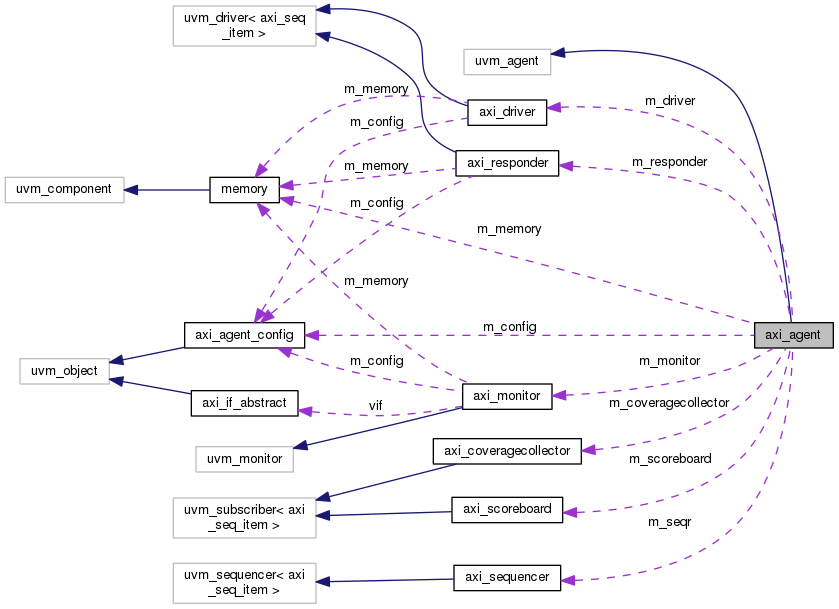 uvm_driver< axi_seq
_item >
uvm_agent
m_memory
m_driver
axi_driver
m_config
axi_responder
m_responder
m_memory
uvm_component
memory
m_config
m_memory
m_memory
axi_agent_config
m_config
axi_agent
uvm_object
m_config
m_monitor
axi_if_abstract
vif
axi_monitor
m_coveragecollector
uvm_monitor
axi_coveragecollector
m_scoreboard
uvm_subscriber< axi
_seq_item >
axi_scoreboard
m_seqr
uvm_sequencer< axi
_seq_item >
axi_sequencer